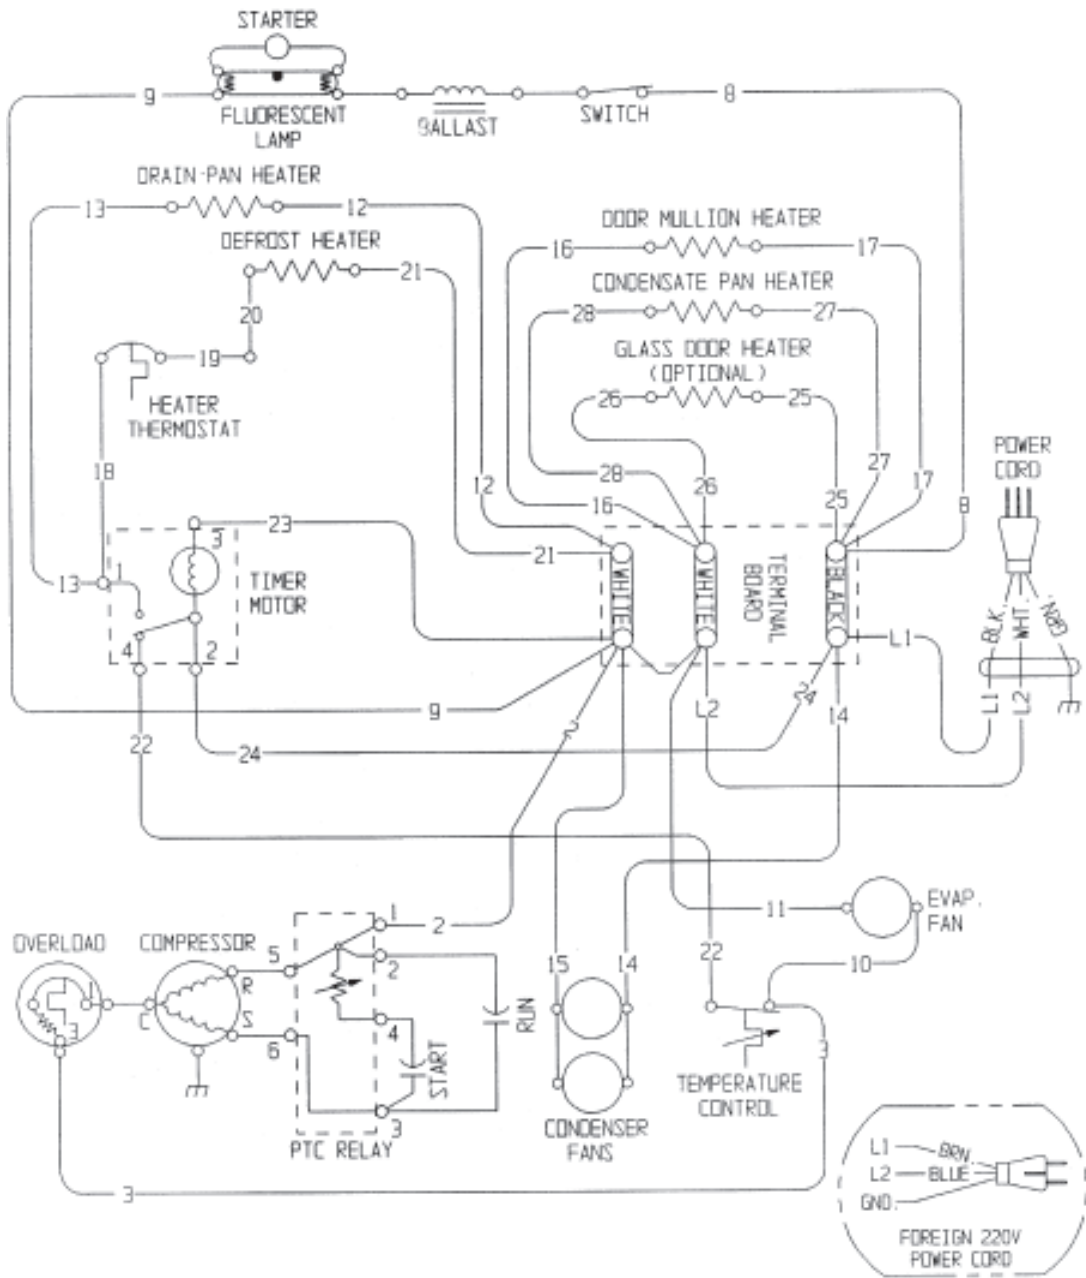 STARTER
9
FLUORESCENT
LAMP
BALLAST
SWITCH
8
DRAIN-PAN HEATER
13
12
DEFROST HEATER
21
20
19
HEATER
THERMOSTAT
18
DOOR MULLION HEATER
16
17
CONDENSATE PAN HEATER
28
27
GLASS DOOR HEATER
(OPTIONAL)
26
25
POWER
CORD
12
28
26
25
27
17
16
8
23
21
3
13
1
TIMER
MOTOR
4
2
WHITE
WHITE
TERMINAL
BOARD
BLACK
L1
BLK.
WHT.
GRN.
L1
L2
9
2
L2
24
14
22
24
11
EVAP.
FAN
10
OVERLOAD
COMPRESSOR
5
1
2
2
R
C
S
1
3
6
4
START
RUN
3
PTC RELAY
15
14
22
CONDENSER
FANS
TEMPERATURE
CONTROL
3
3
L1
BRN.
L2
BLUE
GND.
FOREIGN 220V
POWER CORD